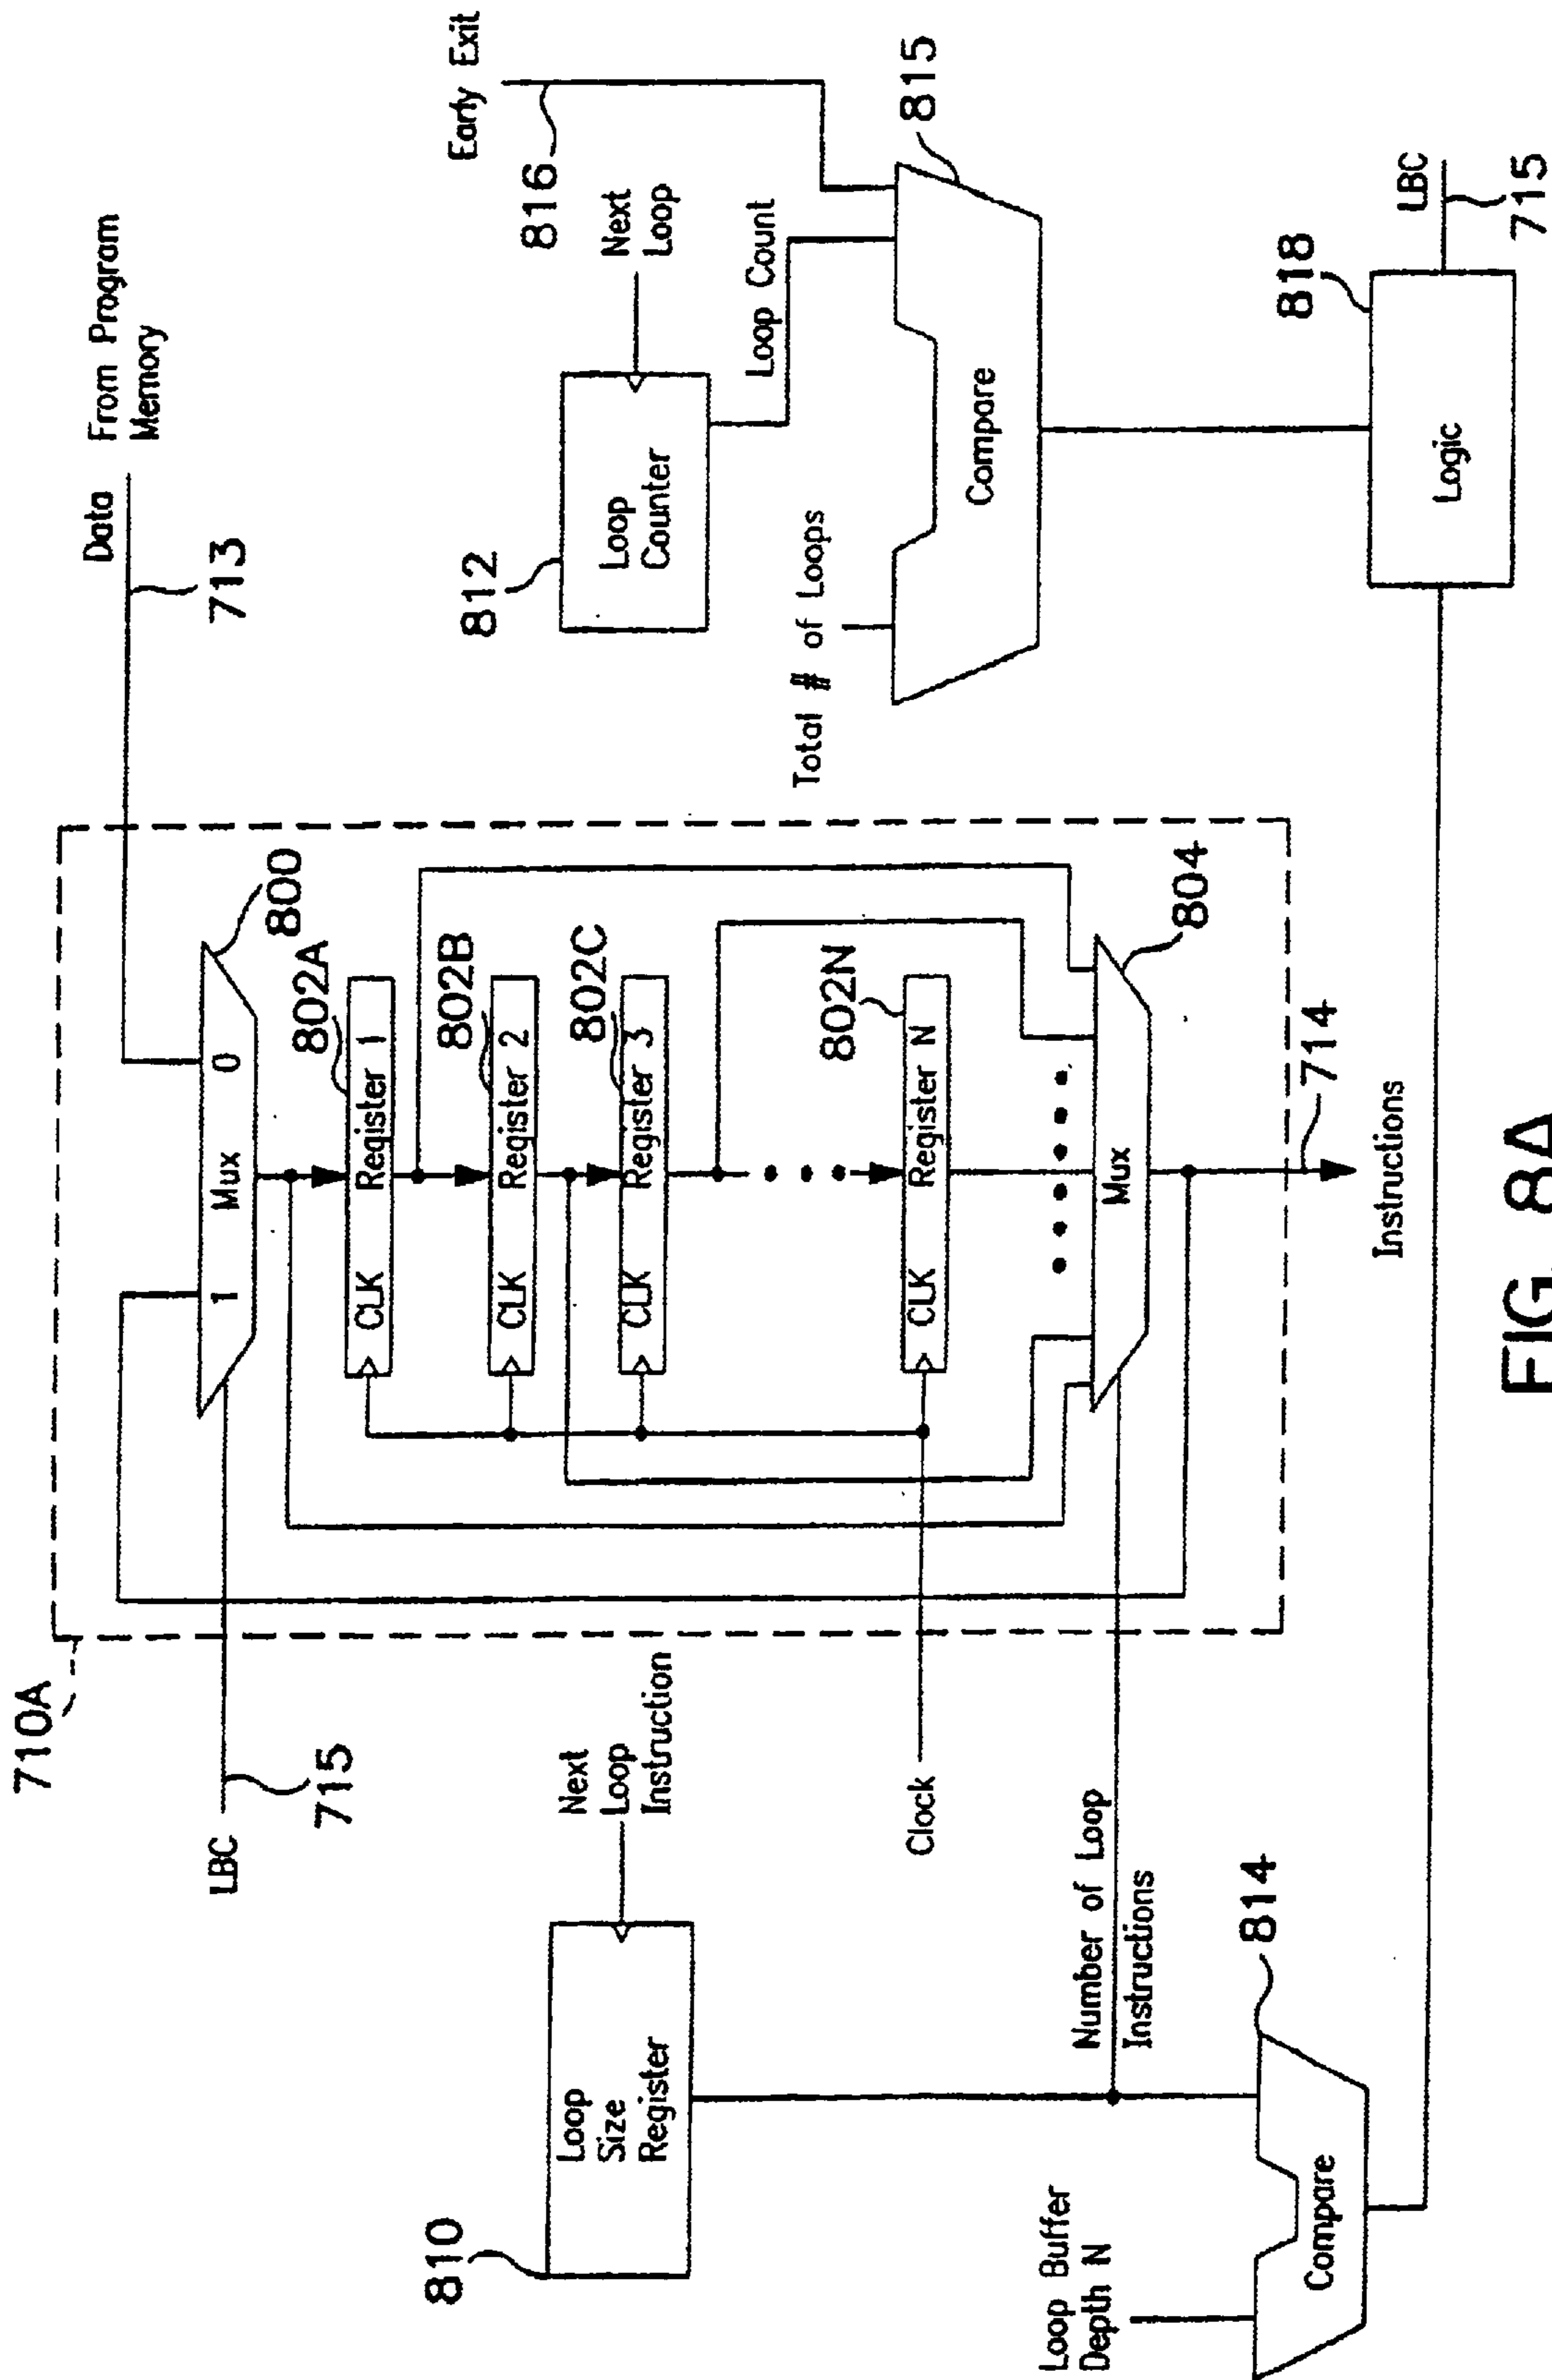 710A
LBC
715
Data
From Program
Memory
713
1
Mux
0
800
CLK
Register 1
802A
CLK
Register 2
802B
CLK
Register 3
802C
CLK
Register N
802N
Mux
804
714
Instructions
Clock
810
Loop
Size
Register
Next
Loop
Instruction
Number of Loop
Instructions
Loop Buffer
Depth N
Compare
814
812
Loop
Counter
Next
Loop
816
Early Exit
Loop Count
Total # of Loops
Compare
815
818
Logic
LBC
715
FIG. 8A